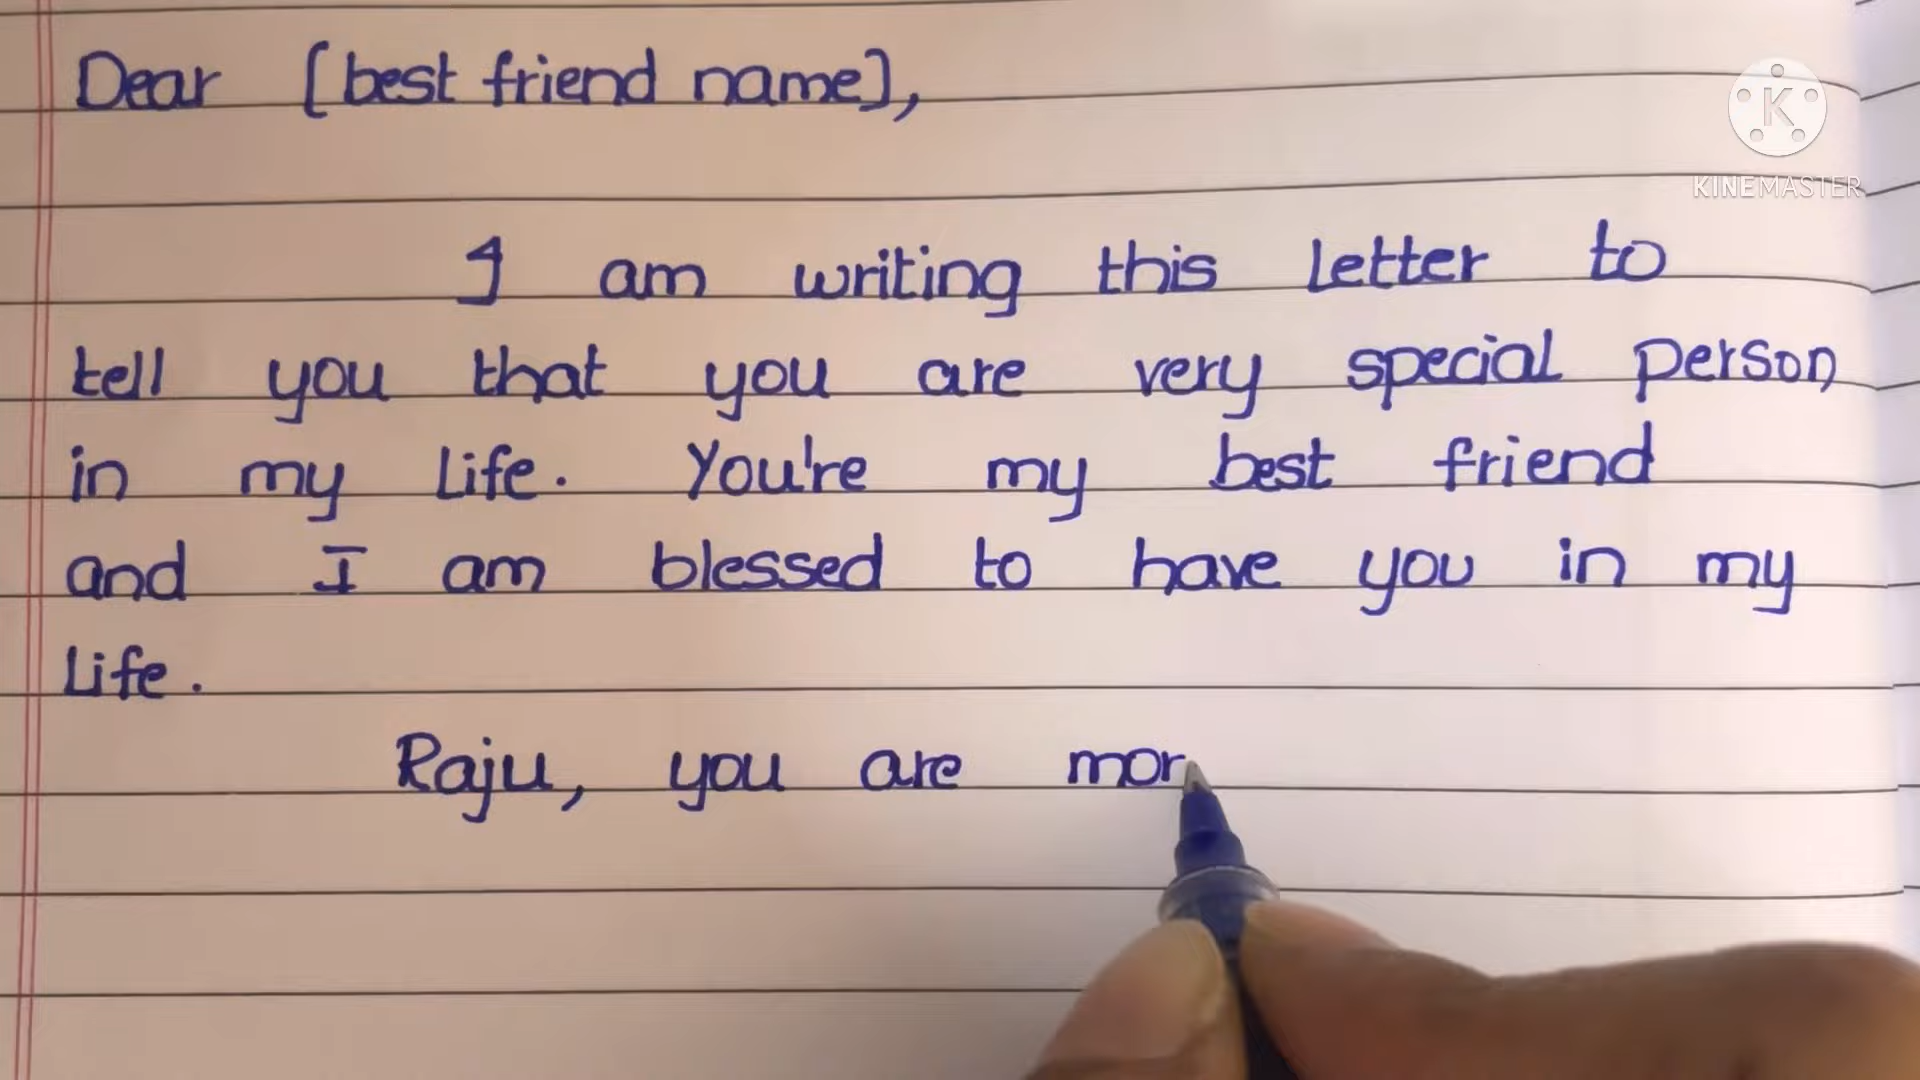 Dear [best friend name],
KINEMASTER
I am writing this letter to
tell you that you are very special person
in my life. You're my best friend
and I am blessed to have you in my
life.
Raju, you are mor